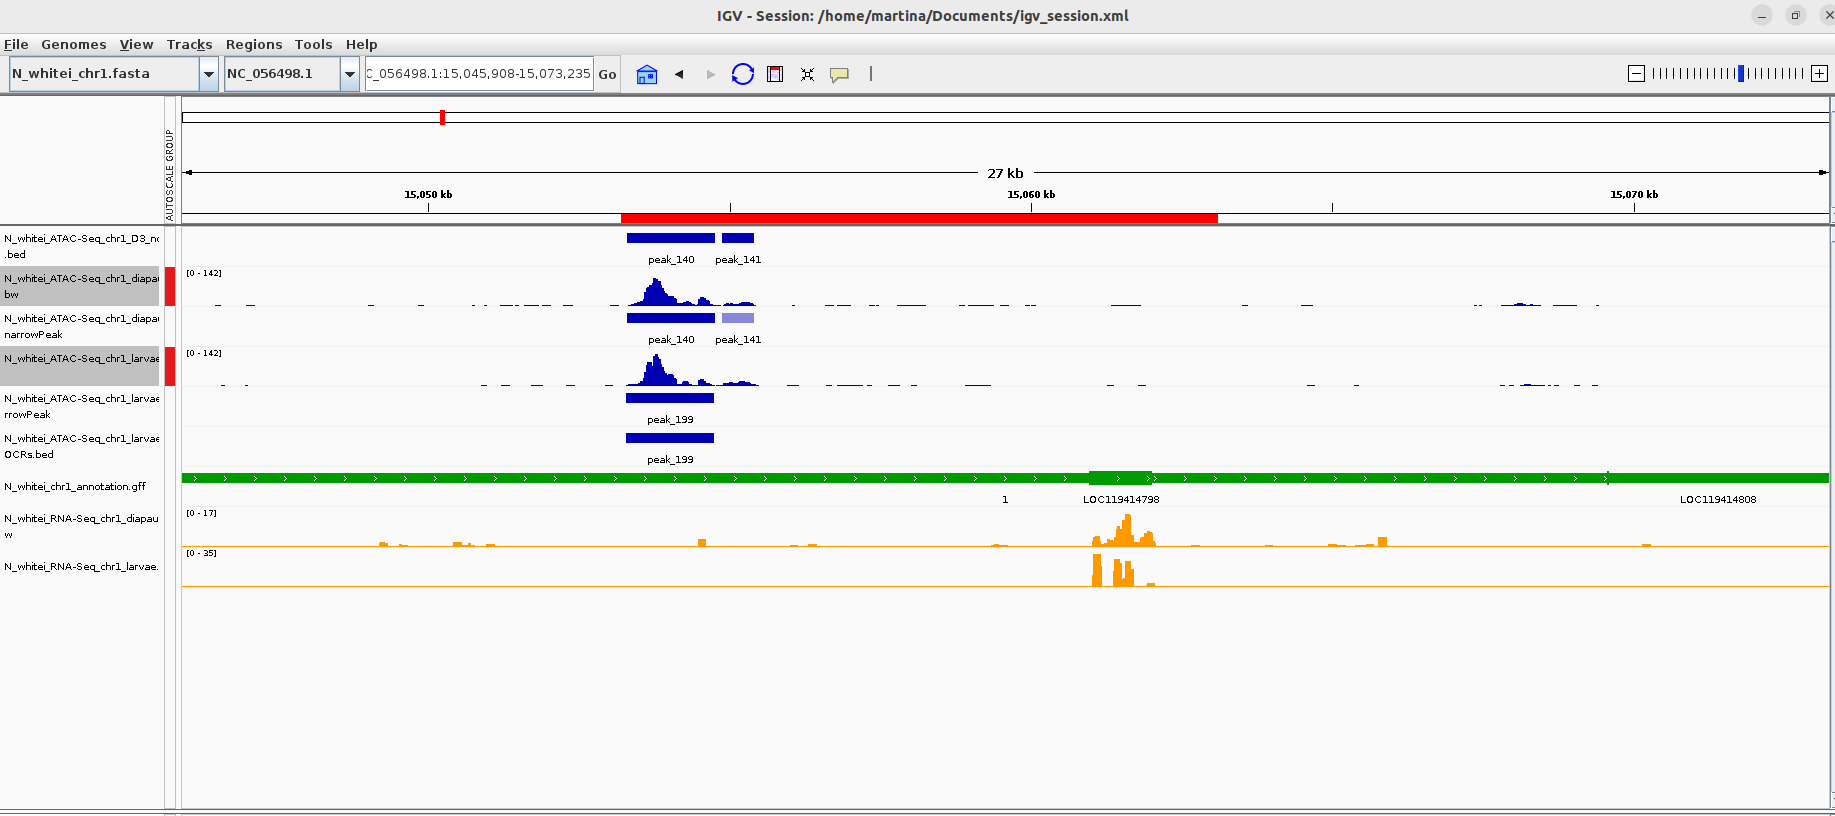 IGV - Session: /home/martina/Documents/igv_session.xml
File Genomes View Tracks Regions Tools Help
N_whitei_chr1.fasta NC_056498.1 C_056498.1:15,045,908-15,073,235 Go
AUTOSCALE GROUP
27 kb
15,050 kb 15,060 kb 15,070 kb
N_whitei_ATAC-Seq_chr1_D3_no
.bed
peak_140 peak_141
N_whitei_ATAC-Seq_chr1_diapau
bw
[0 - 142]
N_whitei_ATAC-Seq_chr1_diapau
narrowPeak
peak_140 peak_141
N_whitei_ATAC-Seq_chr1_larvae
[0 - 142]
N_whitei_ATAC-Seq_chr1_larvae
rrowPeak
peak_199
N_whitei_ATAC-Seq_chr1_larvae
OCRs.bed
peak_199
N_whitei_chr1_annotation.gff
1 LOC119414798 LOC119414808
N_whitei_RNA-Seq_chr1_diapau
w
[0 - 17]
N_whitei_RNA-Seq_chr1_larvae.
[0 - 35]